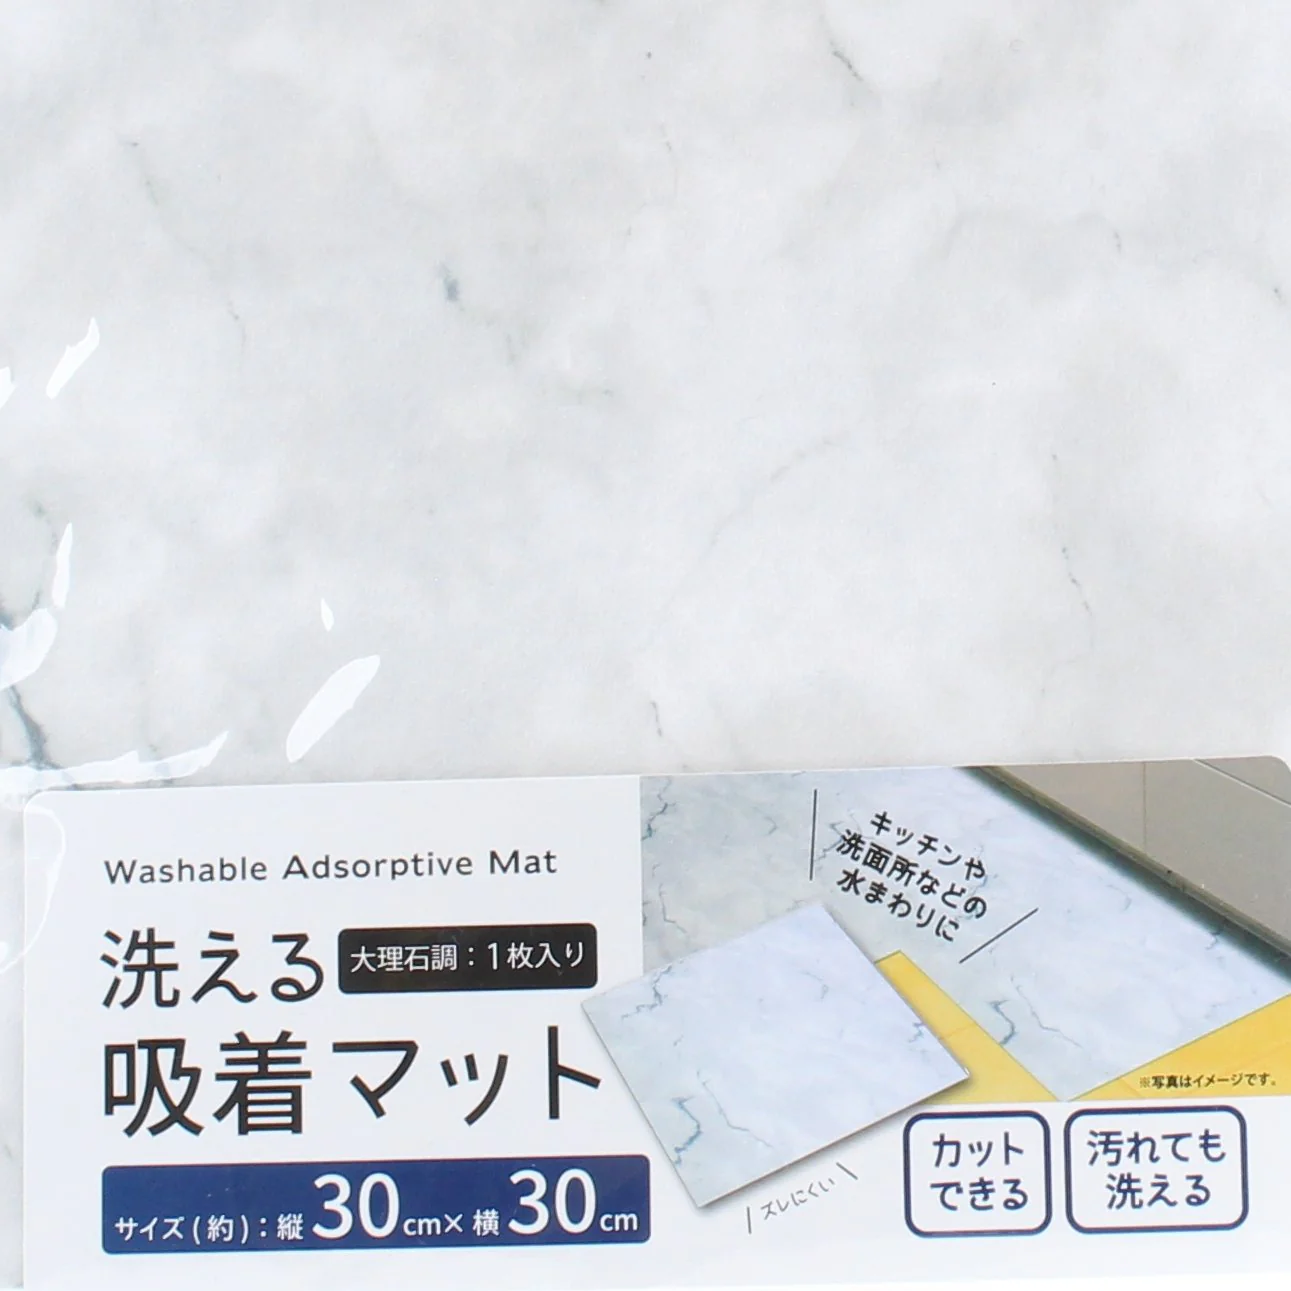 Washable Adsorptive Mat
洗える
大理石調：1枚入り
吸着マット
サイズ(約)：縦30cm×横30cm
キッチンや
洗面所などの
水まわりに
※写真はイメージです。
ズレにくい
カット
できる
汚れても
洗える